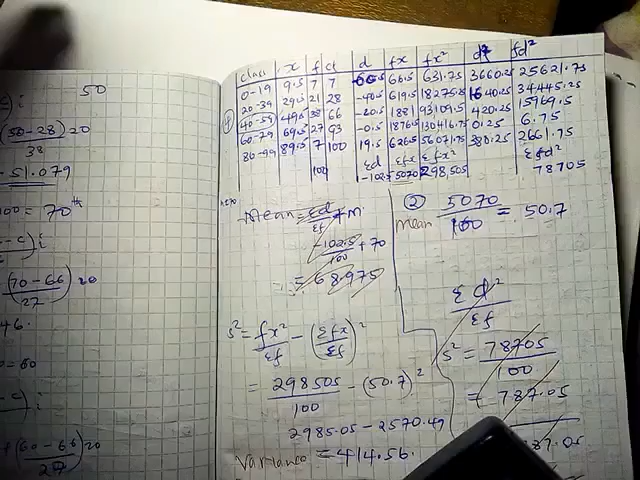 50
(50-28)20
38
51.079
100 = 70th
(70-66)20
27
46.
= 60
(60-66)20
27
class x f cf d fx fx² d² fd²
0-19 9.5 7 7 -60.5 66.5 631.75 3660.25 25621.75
20-39 29.5 21 28 -40.5 619.5 18275.5 1640.25 34445.25
40-59 49.5 38 66 -20.5 1881 93109.5 420.25 15969.5
60-79 69.5 27 93 -0.5 1876.5 130416.75 0.25 6.75
80-99 89.5 7 100 19.5 626.5 56071.75 380.25 2661.75
100 Σd Σfx Σfx² Σfd²
-102.5 5070 298505 78705
Mean = Σd/Σf + M
-102.5/100 + 70
= 68.975
S² = fx²/Σf - (Σfx/Σf)²
= 298505/100 - (50.7)²
2985.05 - 2570.49
Variance = 414.56.
② 5070/100 = 50.7
mean
Σd²
Σf
S² = 78705/100
= 787.05
87.05